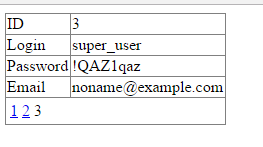 ID 3
Login super_user
Password !QAZ1qaz
Email noname@example.com
1 2 3